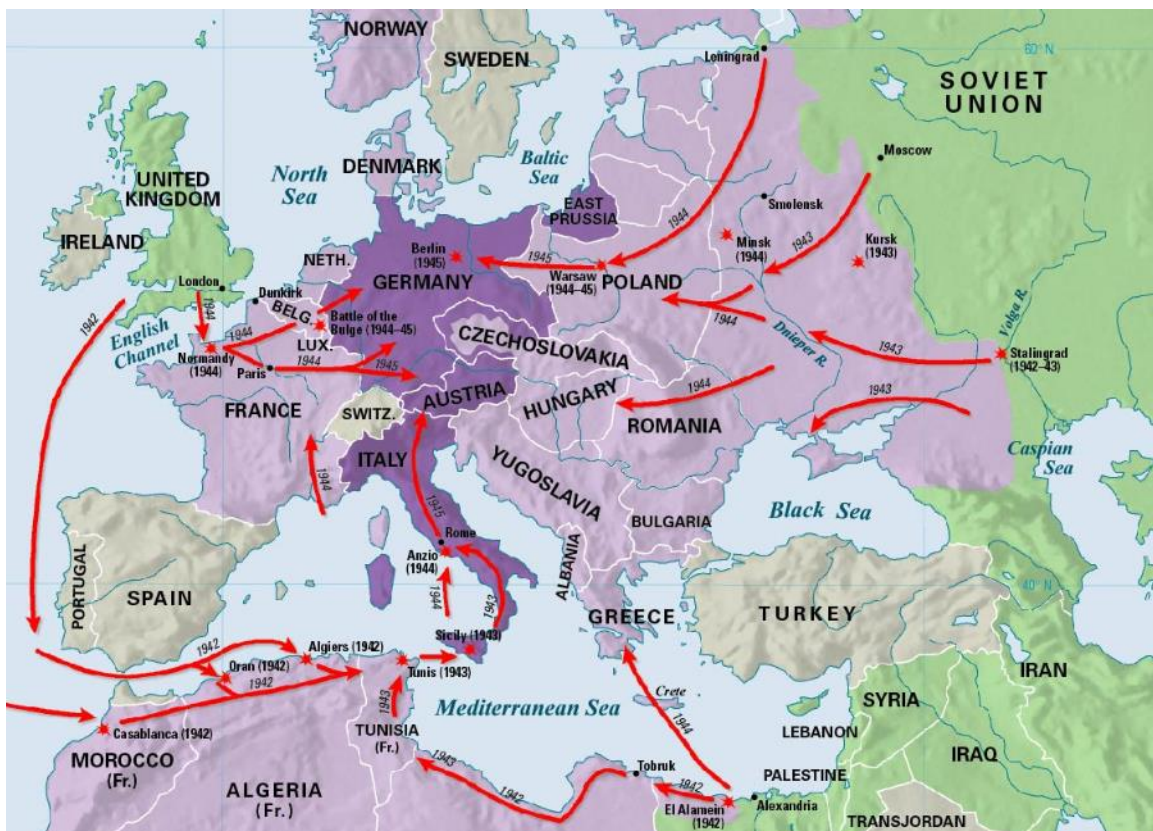 NORWAY
SWEDEN
Loningrad
60° N
SOVIET
UNION
Moscow
North
Sea
DENMARK
Baltic
Sea
UNITED
KINGDOM
EAST
PRUSSIA
Smolensk
1944
IRELAND
Berlin
(1945)
1945
Minsk
(1944)
1943
Kursk
(1943)
NETH.
London
GERMANY
Warsaw
(1944–45)
POLAND
Dunkirk
BELG.
1942
1944
English
Channel
1944
Battle of the
Bulge (1944–45)
LUX.
CZECHOSLOVAKIA
1944
Dnieper R.
Volga R.
Normandy
(1944)
1944
Paris
1945
1943
Stalingrad
(1942–43)
AUSTRIA
HUNGARY
1944
1943
FRANCE
SWITZ.
ROMANIA
ITALY
Caspian
Sea
1944
YUGOSLAVIA
Black Sea
BULGARIA
1945
Rome
Anzio
(1944)
ALBANIA
PORTUGAL
SPAIN
1944
1943
40° N
TURKEY
GREECE
Sicily (1943)
1942
Algiers (1942)
Oran (1942)
Tunis (1943)
IRAN
1942
1943
Crete
SYRIA
Mediterranean Sea
1944
LEBANON
Casablanca (1942)
TUNISIA
(Fr.)
IRAQ
MOROCCO
(Fr.)
1943
Tobruk
PALESTINE
ALGERIA
(Fr.)
1942
1942
El Alamein
(1942)
Alexandria
TRANSJORDAN